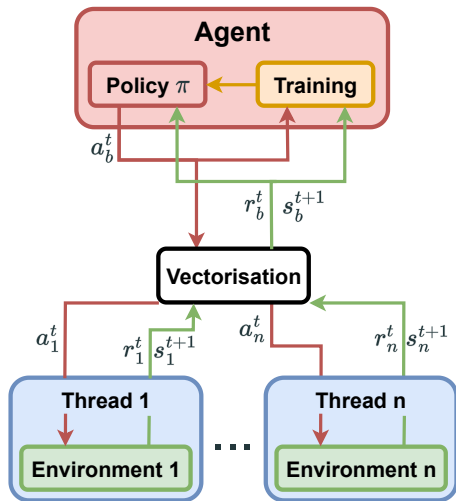 Agent
Policy π Training
a_b^t
r_b^t s_b^{t+1}
Vectorisation
a_1^t r_1^t s_1^{t+1} a_n^t r_n^t s_n^{t+1}
Thread 1 Thread n
...
Environment 1 Environment n